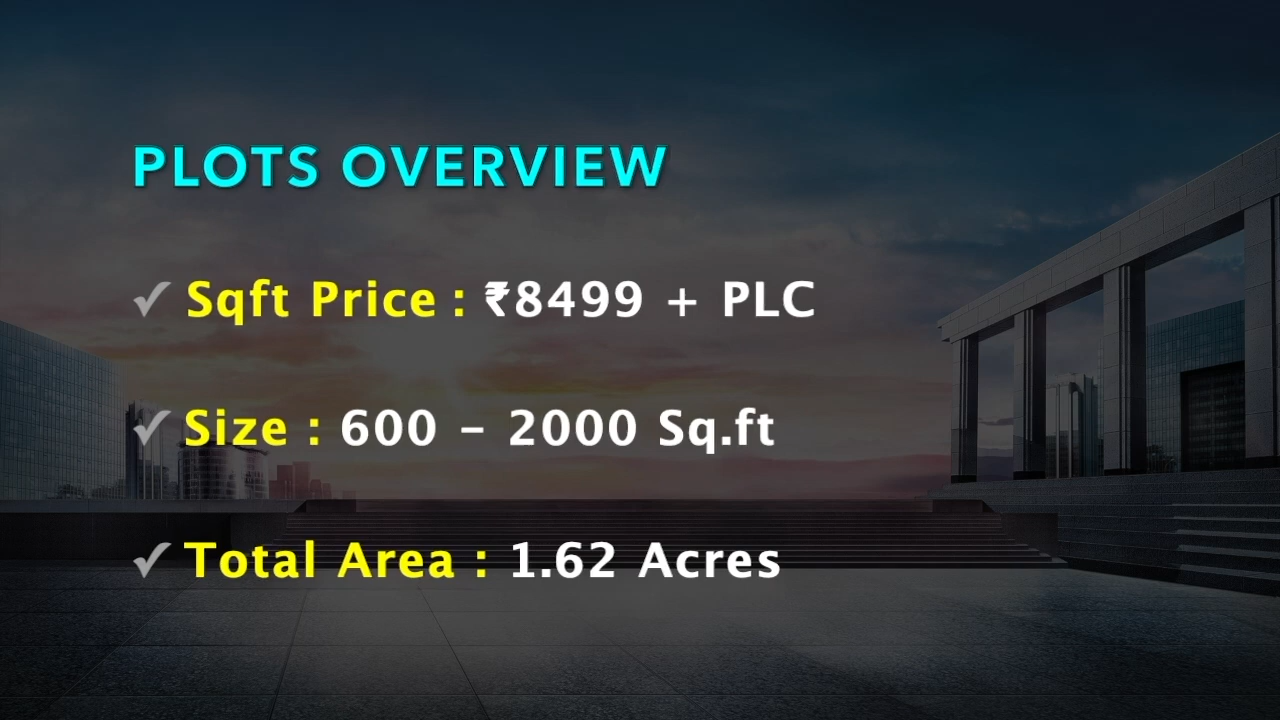 PLOTS OVERVIEW
✓ Sqft Price : ₹8499 + PLC
✓ Size : 600 – 2000 Sq.ft
✓ Total Area : 1.62 Acres